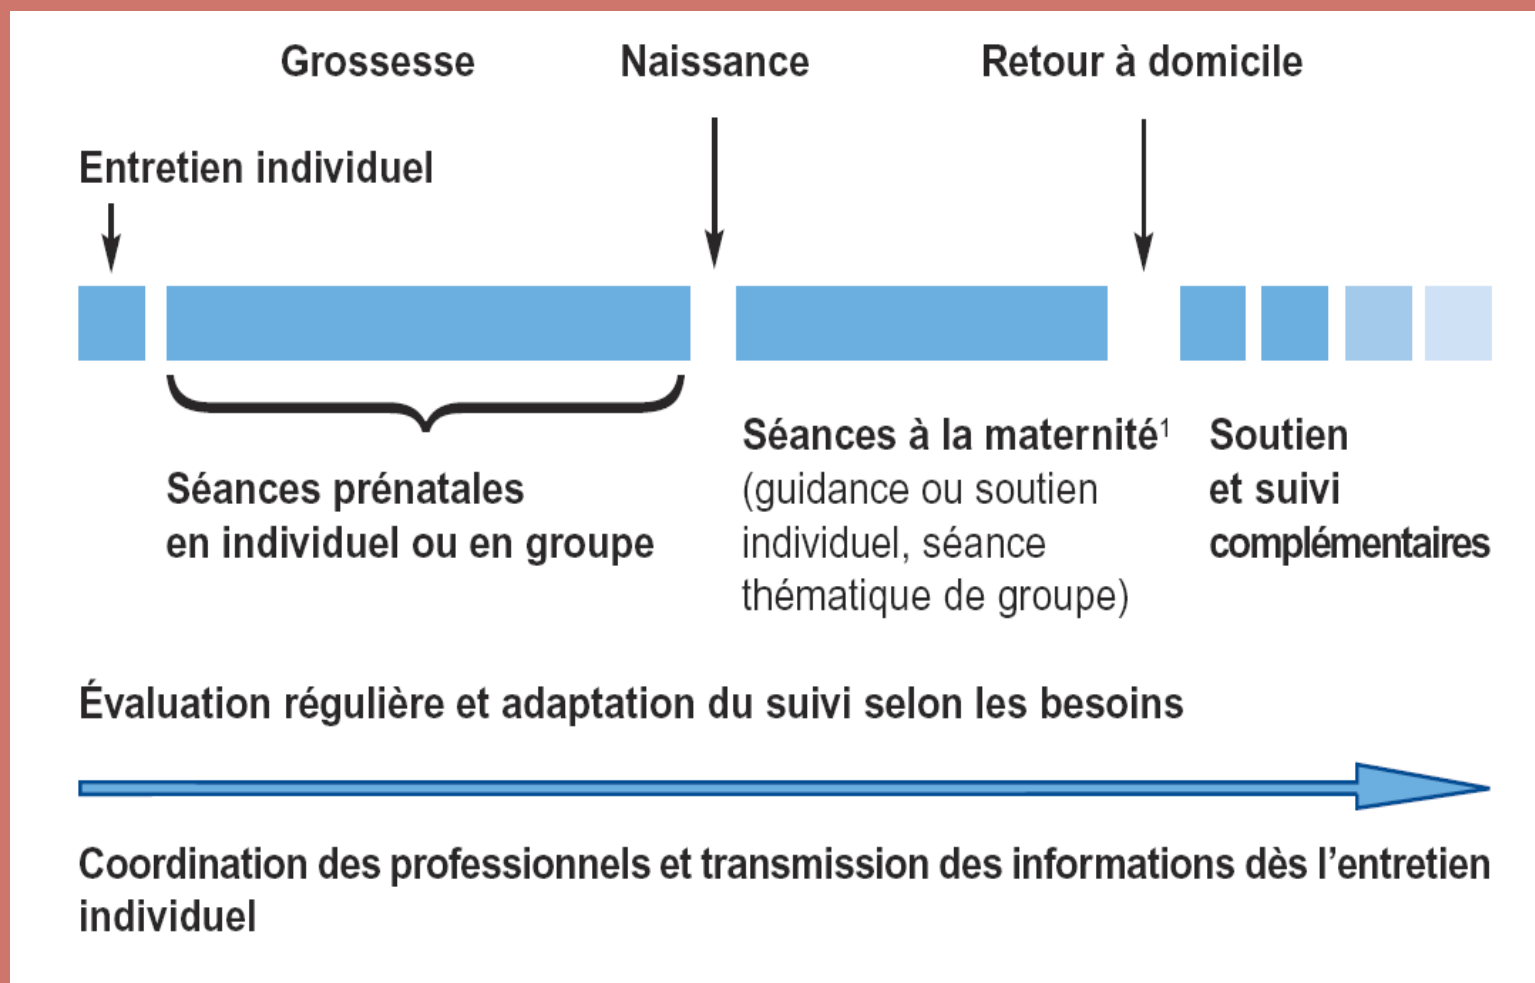 Grossesse
Naissance
Retour à domicile
Entretien individuel
Séances prénatales
en individuel ou en groupe
Séances à la maternité¹
(guidance ou soutien
individuel, séance
thématique de groupe)
Soutien
et suivi
complémentaires
Évaluation régulière et adaptation du suivi selon les besoins
Coordination des professionnels et transmission des informations dès l’entretien
individuel